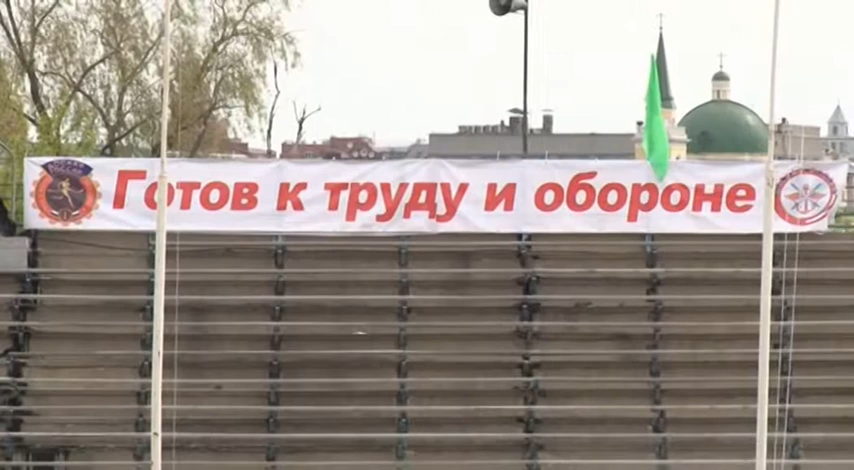 Готов к труду и обороне